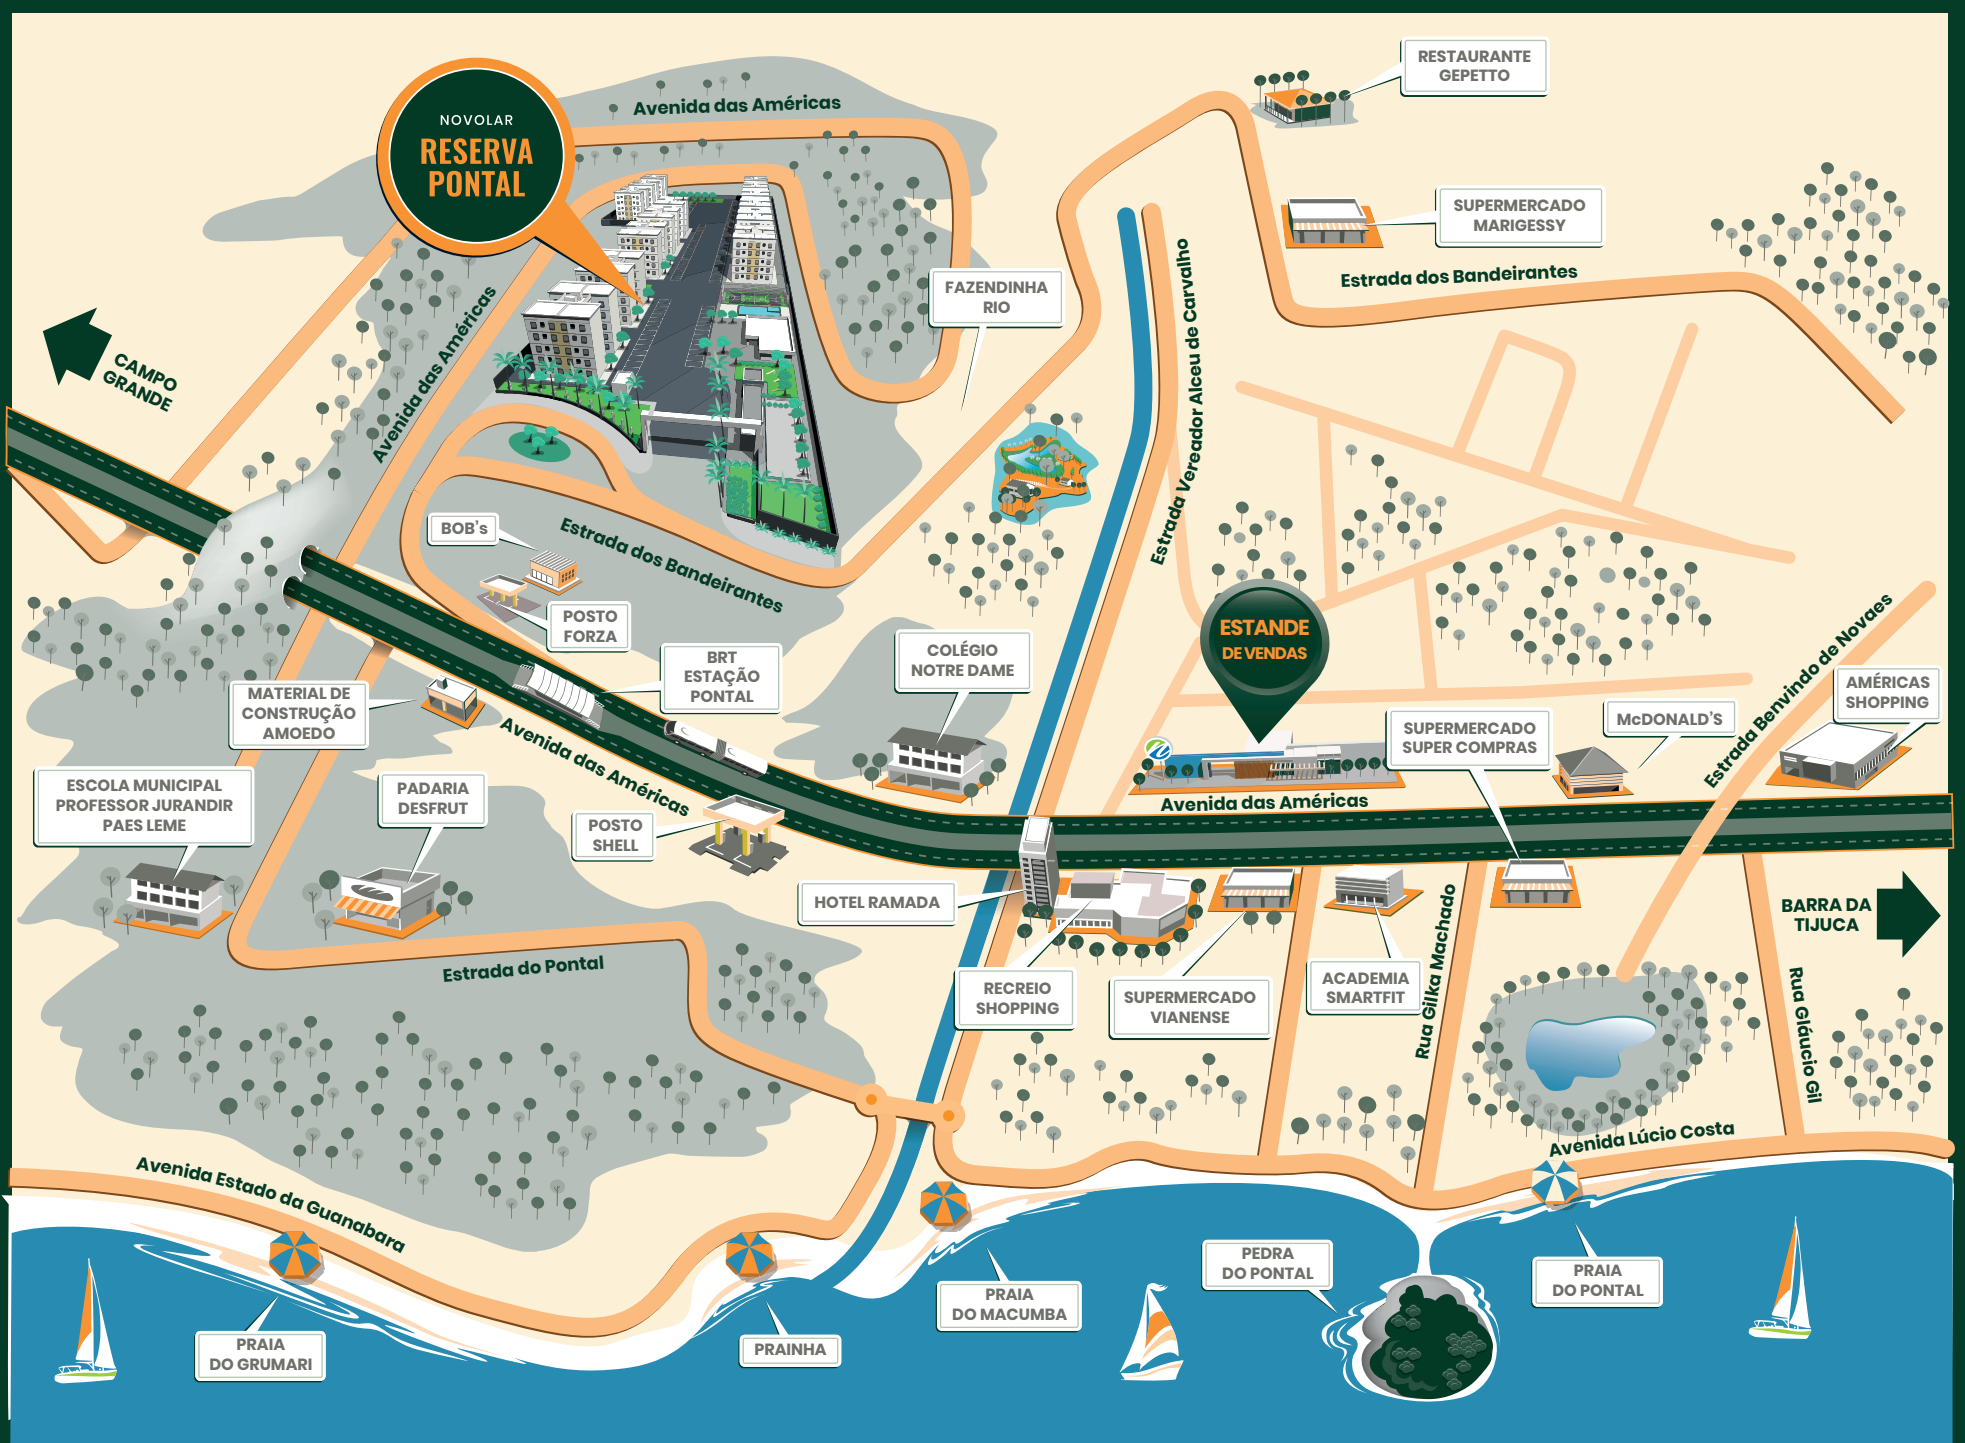 RESTAURANTE
GEPETTO
Avenida das Américas
NOVOLAR
RESERVA
PONTAL
SUPERMERCADO
MARIGESSY
Estrada dos Bandeirantes
FAZENDINHA
RIO
Estrada Vereador Alceu de Carvalho
Avenida das Américas
CAMPO
GRANDE
BOB's
Estrada dos Bandeirantes
POSTO
FORZA
ESTANDE
DE VENDAS
Estrada Benvindo de Novaes
COLÉGIO
NOTRE DAME
BRT
ESTAÇÃO
PONTAL
AMÉRICAS
SHOPPING
MATERIAL DE
CONSTRUÇÃO
AMOEDO
McDONALD'S
SUPERMERCADO
SUPER COMPRAS
Avenida das Américas
Avenida das Américas
ESCOLA MUNICIPAL
PROFESSOR JURANDIR
PAES LEME
PADARIA
DESFRUT
POSTO
SHELL
HOTEL RAMADA
BARRA DA
TIJUCA
Rua Gilka Machado
Estrada do Pontal
RECREIO
SHOPPING
SUPERMERCADO
VIANENSE
ACADEMIA
SMARTFIT
Rua Gláucio Gil
Avenida Lúcio Costa
Avenida Estado da Guanabara
PEDRA
DO PONTAL
PRAIA
DO PONTAL
PRAIA
DO MACUMBA
PRAIA
DO GRUMARI
PRAINHA